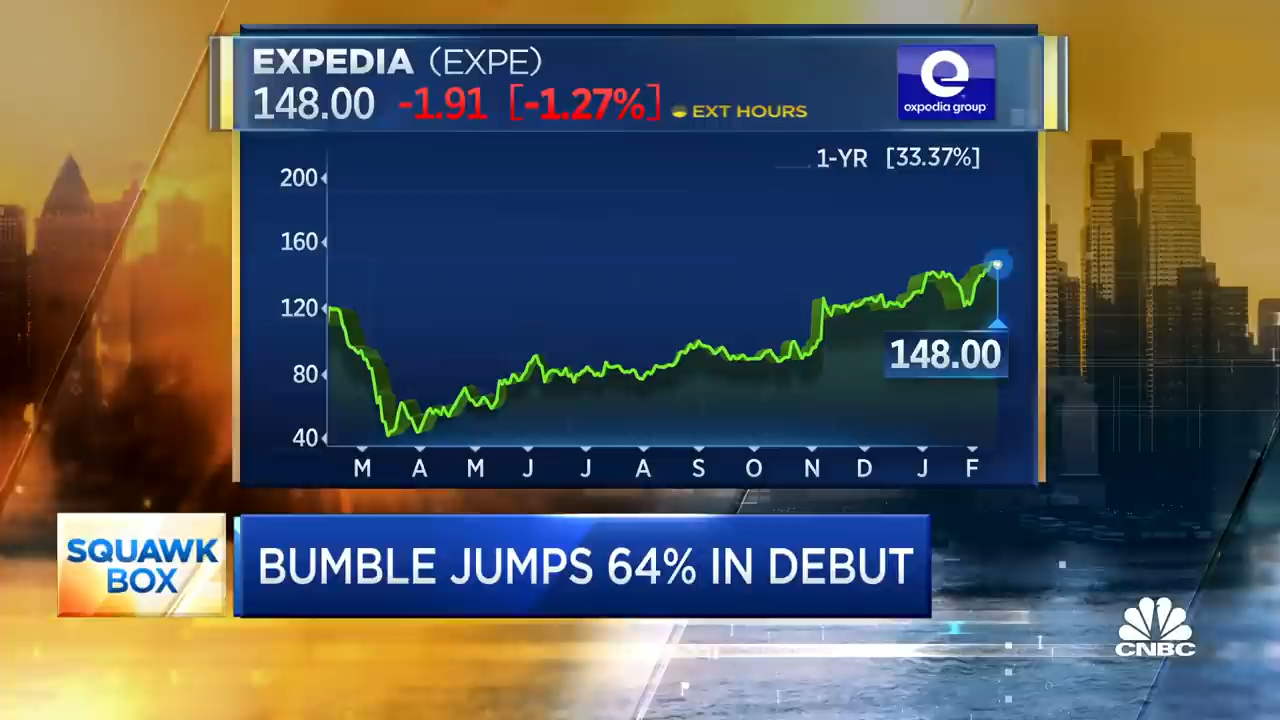 EXPEDIA (EXPE)
148.00 -1.91 [-1.27%] EXT HOURS
e
expedia group
1-YR [33.37%]
200
160
120
80
40
148.00
M A M J J A S O N D J F
SQUAWK
BOX
BUMBLE JUMPS 64% IN DEBUT
CNBC